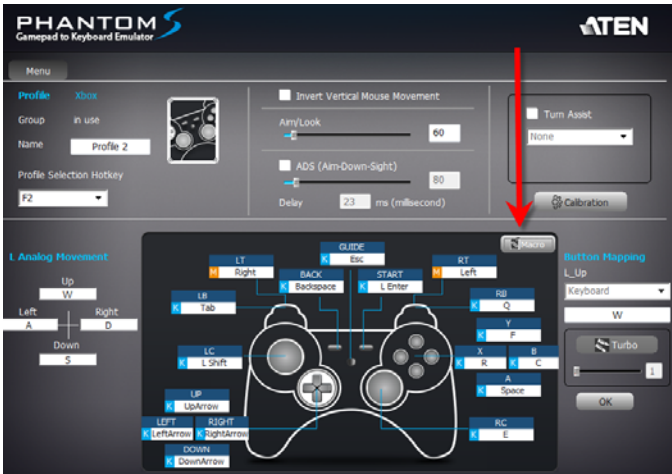 PHANTOM S
Gamepad to Keyboard Emulator
ATEN
Menu
Profile Xbox
Group in use
Name Profile 2
Profile Selection Hotkey
F2
Invert Vertical Mouse Movement
Aim/Look
60
ADS (Aim-Down-Sight)
80
Delay 23 ms (millsecond)
Turn Assist
None
Calibration
Macro
L Analog Movement
Up
W
Left Right
A D
Down
S
GUIDE
K Esc
LT
M Right
RT
M Left
BACK
K Backspace
START
K L Enter
LB
K Tab
RB
K Q
Y
K F
LC
K L Shift
X
K R
B
K C
A
K Space
UP
K UpArrow
LEFT
K LeftArrow
RIGHT
K RightArrow
DOWN
K DownArrow
RC
K E
Button Mapping
L_Up
Keyboard
W
Turbo
1
OK